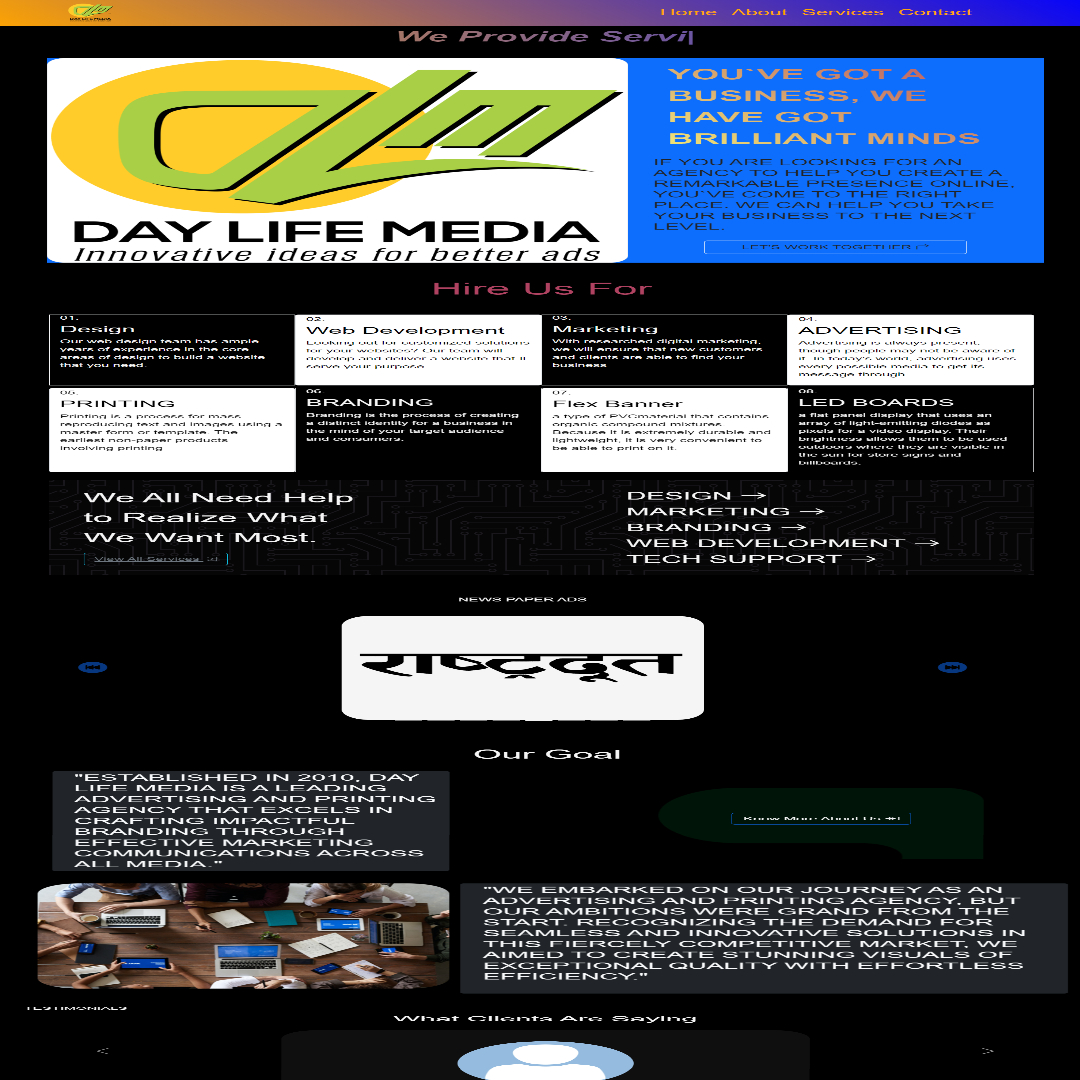 DAY LIFE MEDIA
Home About Services Contact
We Provide Servi|
DAY LIFE MEDIA
Innovative ideas for better ads
YOU`VE GOT A
BUSINESS, WE
HAVE GOT
BRILLIANT MINDS
IF YOU ARE LOOKING FOR AN
AGENCY TO HELP YOU CREATE A
REMARKABLE PRESENCE ONLINE,
YOU`VE COME TO THE RIGHT
PLACE. WE CAN HELP YOU TAKE
YOUR BUSINESS TO THE NEXT
LEVEL.
LET'S WORK TOGETHER
Hire Us For
01.
Design
Our web design team has ample
years of experience in the core
areas of design to build a website
that you need.
02.
Web Development
Looking out for customized solutions
for your websites? Our team will
develop and deliver a website that'll
serve your purpose
03.
Marketing
With researched digital marketing,
we will ensure that new customers
and clients are able to find your
business
04.
ADVERTISING
Advertising is always present,
though people may not be aware of
it. In today's world, advertising uses
every possible media to get its
message through.
05.
PRINTING
Printing is a process for mass
reproducing text and images using a
master form or template. The
earliest non-paper products
involving printing
06.
BRANDING
Branding is the process of creating
a distinct identity for a business in
the mind of your target audience
and consumers.
07.
Flex Banner
a type of PVCmaterial that contains
organic compound mixtures.
Because it is extremely durable and
lightweight, it is very convenient to
be able to print on it.
08.
LED BOARDS
a flat panel display that uses an
array of light-emitting diodes as
pixels for a video display. Their
brightness allows them to be used
outdoors where they are visible in
the sun for store signs and
billboards.
We All Need Help
to Realize What
We Want Most.
View All Services
DESIGN →
MARKETING →
BRANDING →
WEB DEVELOPMENT →
TECH SUPPORT →
NEWS PAPER ADS
राष्ट्रदूत
Our Goal
"ESTABLISHED IN 2010, DAY
LIFE MEDIA IS A LEADING
ADVERTISING AND PRINTING
AGENCY THAT EXCELS IN
CRAFTING IMPACTFUL
BRANDING THROUGH
EFFECTIVE MARKETING
COMMUNICATIONS ACROSS
ALL MEDIA."
Know More About Us
"WE EMBARKED ON OUR JOURNEY AS AN
ADVERTISING AND PRINTING AGENCY, BUT
OUR AMBITIONS WERE GRAND FROM THE
START. RECOGNIZING THE DEMAND FOR
SEAMLESS AND INNOVATIVE SOLUTIONS IN
THIS FIERCELY COMPETITIVE MARKET, WE
AIMED TO CREATE STUNNING VISUALS OF
EXCEPTIONAL QUALITY WITH EFFORTLESS
EFFICIENCY."
TESTIMONIALS
What Clients Are Saying
< >